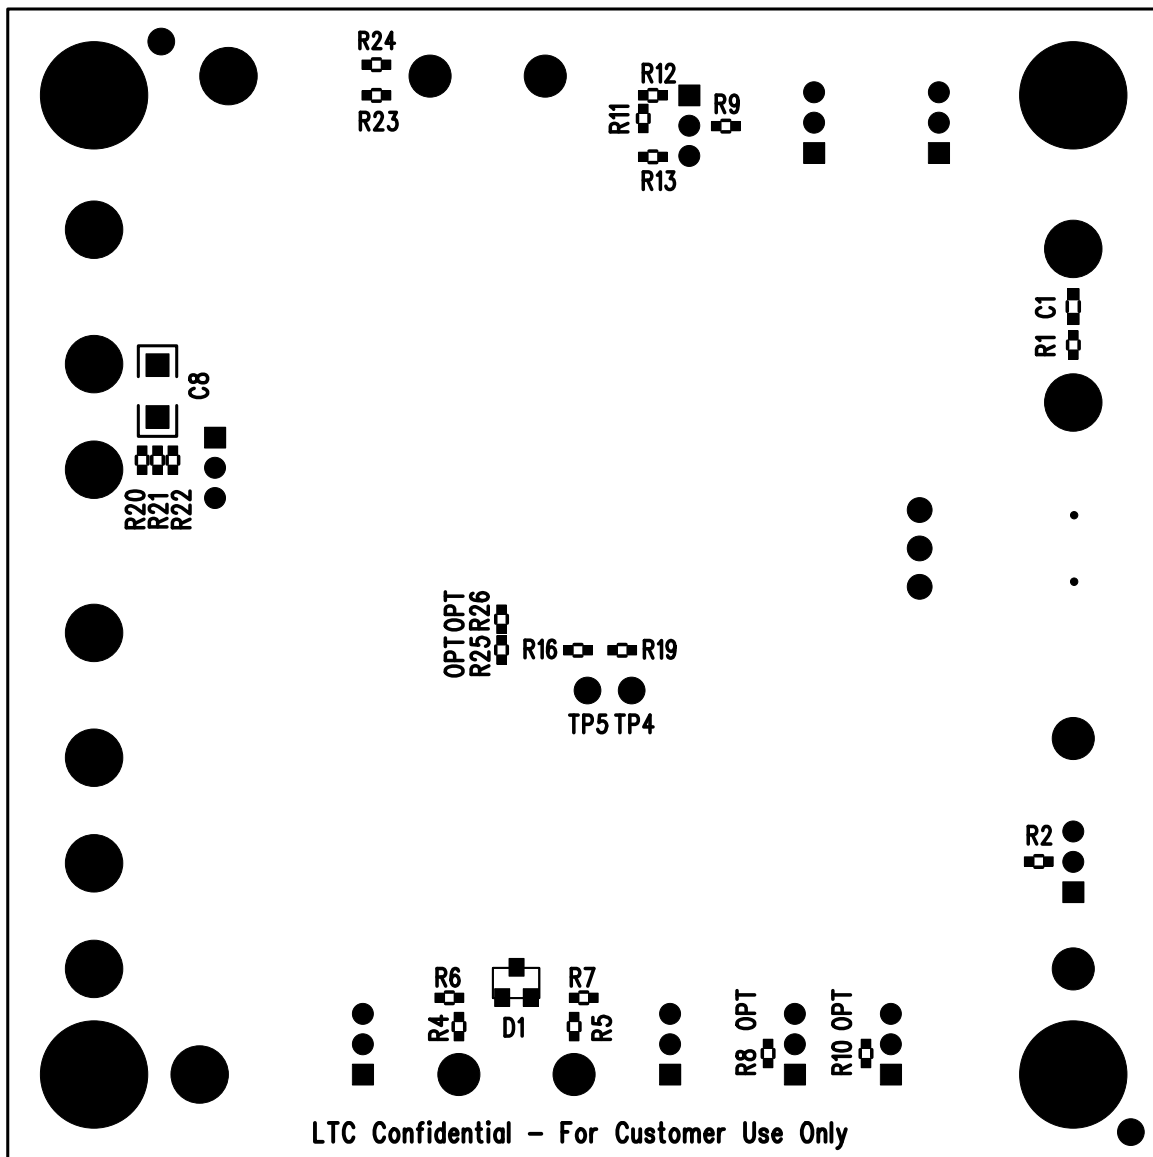 R24
R23
R12
R11
R9
R13
C1
R1
C8
R20
R21
R22
OPT R26
OPT R25
R16
R19
TP5 TP4
R2
R6
R7
R4
D1
R5
R8 OPT
R10 OPT
LTC Confidential – For Customer Use Only